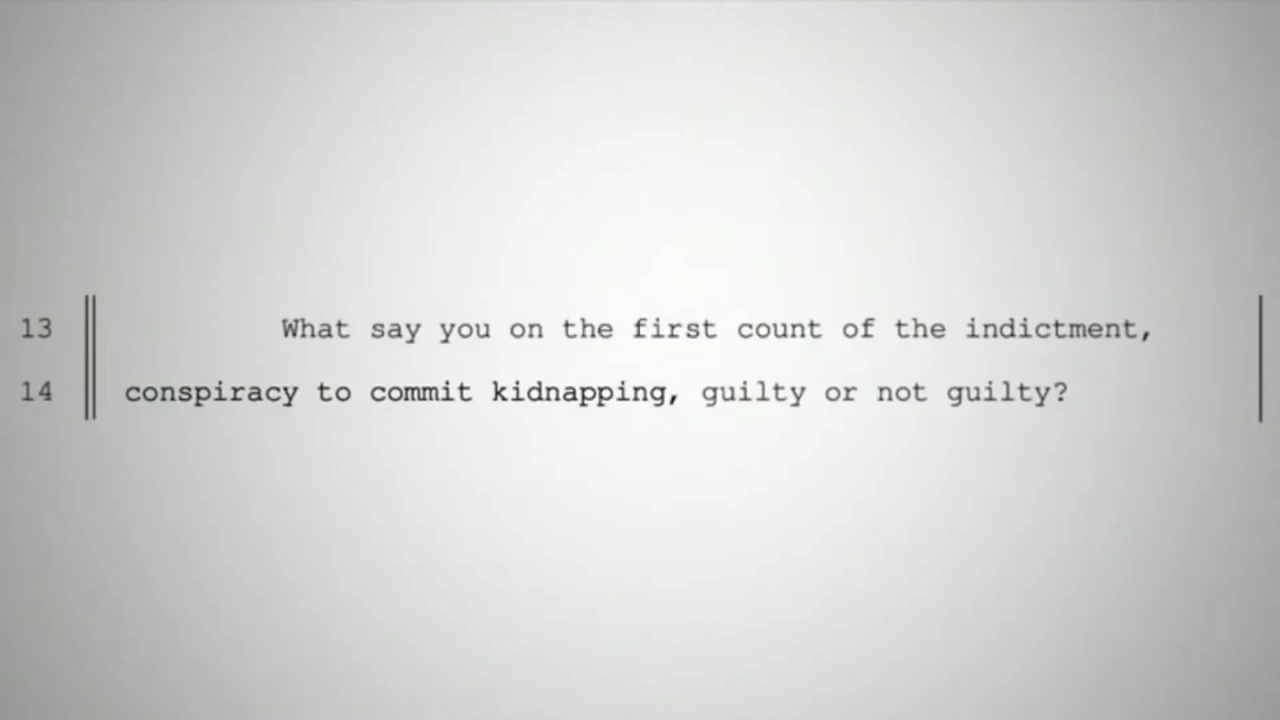 13 What say you on the first count of the indictment,
14 conspiracy to commit kidnapping, guilty or not guilty?